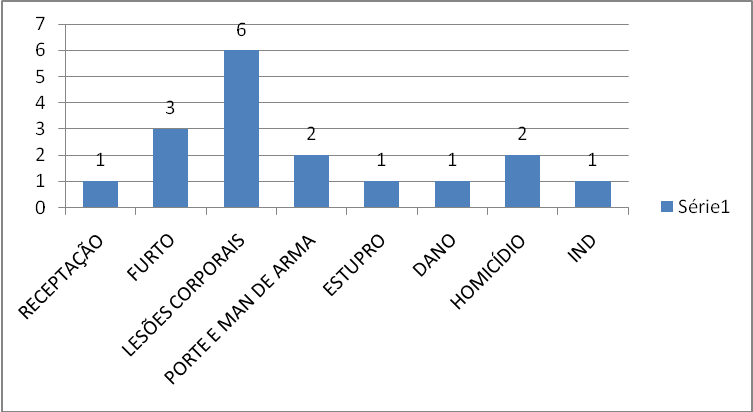 7
6
5
4
3
2
1
0
1
3
6
2
1
1
2
1
RECEPTAÇÃO
FURTO
LESÕES CORPORAIS
PORTE E MAN DE ARMA
ESTUPRO
DANO
HOMICÍDIO
IND
Série1